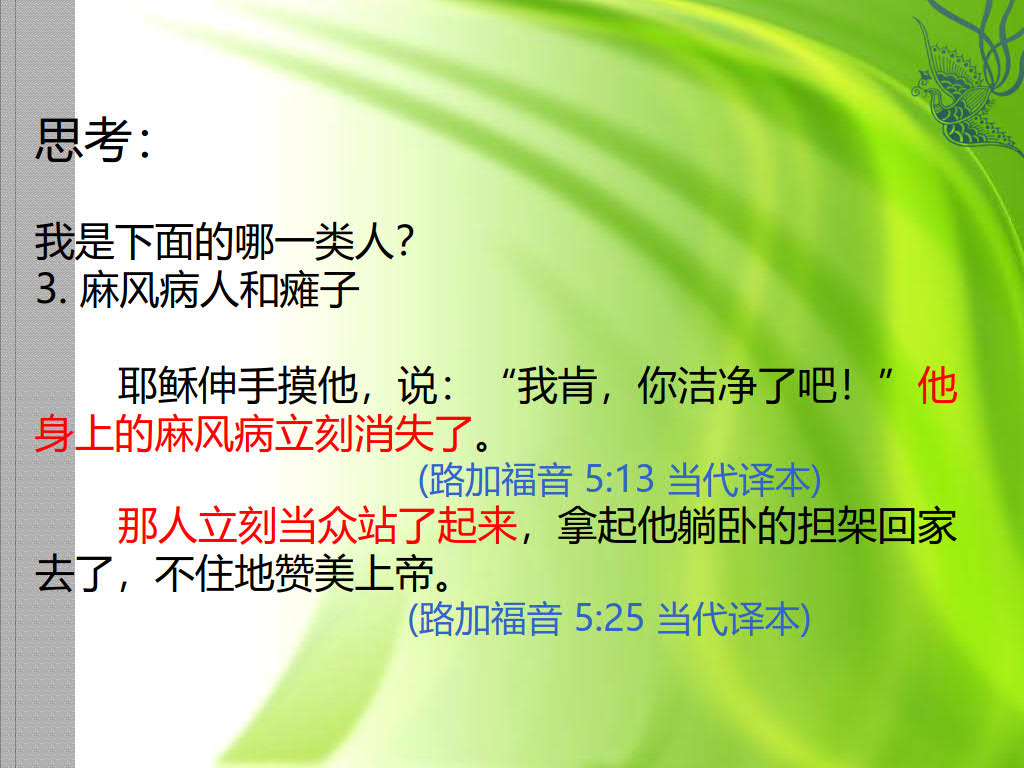 思考：
我是下面的哪一类人？
3. 麻风病人和瘫子
耶稣伸手摸他，说：“我肯，你洁净了吧！”他
身上的麻风病立刻消失了。
(路加福音 5:13 当代译本)
那人立刻当众站了起来，拿起他躺卧的担架回家
去了，不住地赞美上帝。
(路加福音 5:25 当代译本)